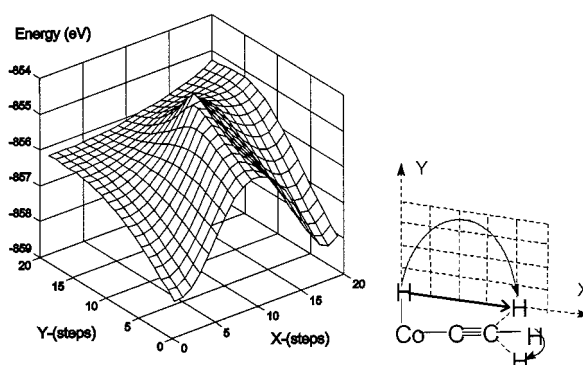 Energy (eV)
-854
-855
-856
-857
-858
-859
20
15
10
5
0
Y-(steps)
0
5
10
15
20
X-(steps)
Y
X
H
H
Co—C≡C—H
H